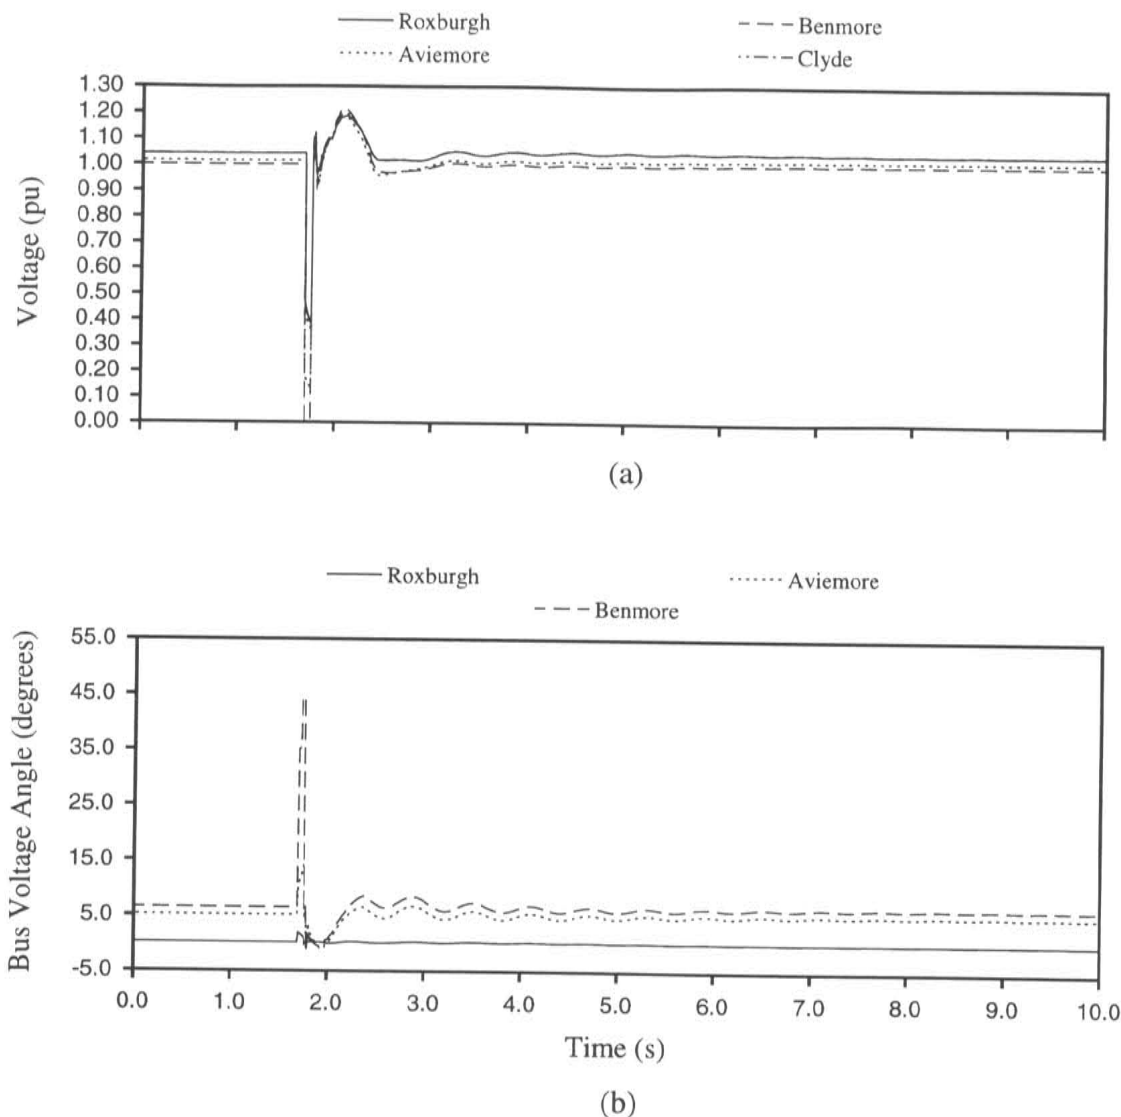 Roxburgh
Benmore
Aviemore
Clyde
1.30
1.20
1.10
1.00
0.90
0.80
0.70
0.60
0.50
0.40
0.30
0.20
0.10
0.00
Voltage (pu)
(a)
Roxburgh
Aviemore
Benmore
55.0
45.0
35.0
25.0
15.0
5.0
-5.0
Bus Voltage Angle (degrees)
0.0 1.0 2.0 3.0 4.0 5.0 6.0 7.0 8.0 9.0 10.0
Time (s)
(b)